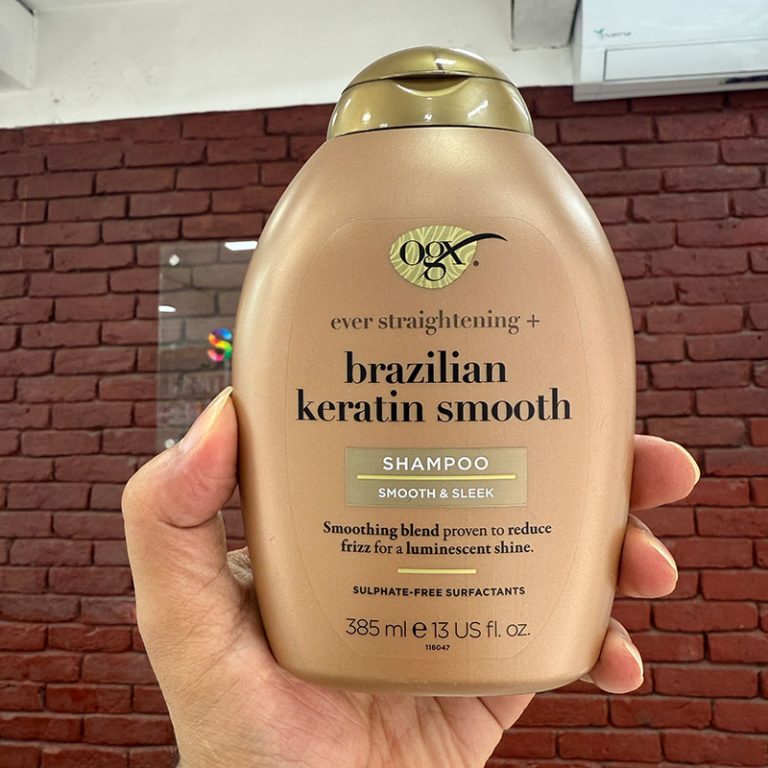 ogx
ever straightening +
brazilian
keratin smooth
SHAMPOO
SMOOTH & SLEEK
Smoothing blend proven to reduce
frizz for a luminescent shine.
SULPHATE-FREE SURFACTANTS
385 ml e 13 US fl. oz.
116047